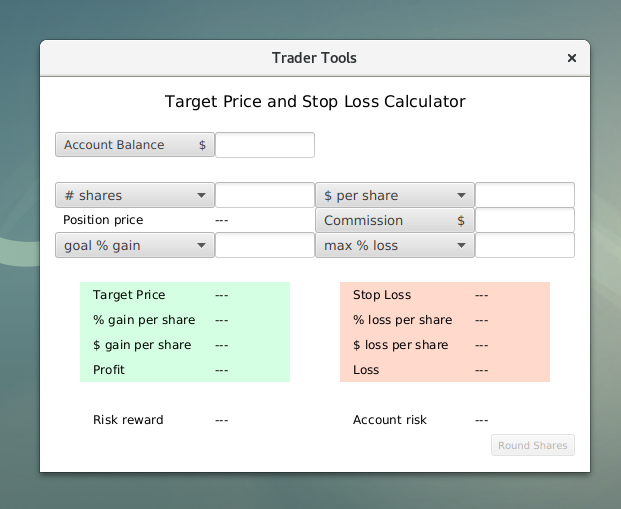 Trader Tools
Target Price and Stop Loss Calculator
Account Balance $
# shares $ per share
Position price --- Commission $
goal % gain max % loss
Target Price --- Stop Loss ---
% gain per share --- % loss per share ---
$ gain per share --- $ loss per share ---
Profit --- Loss ---
Risk reward --- Account risk ---
Round Shares